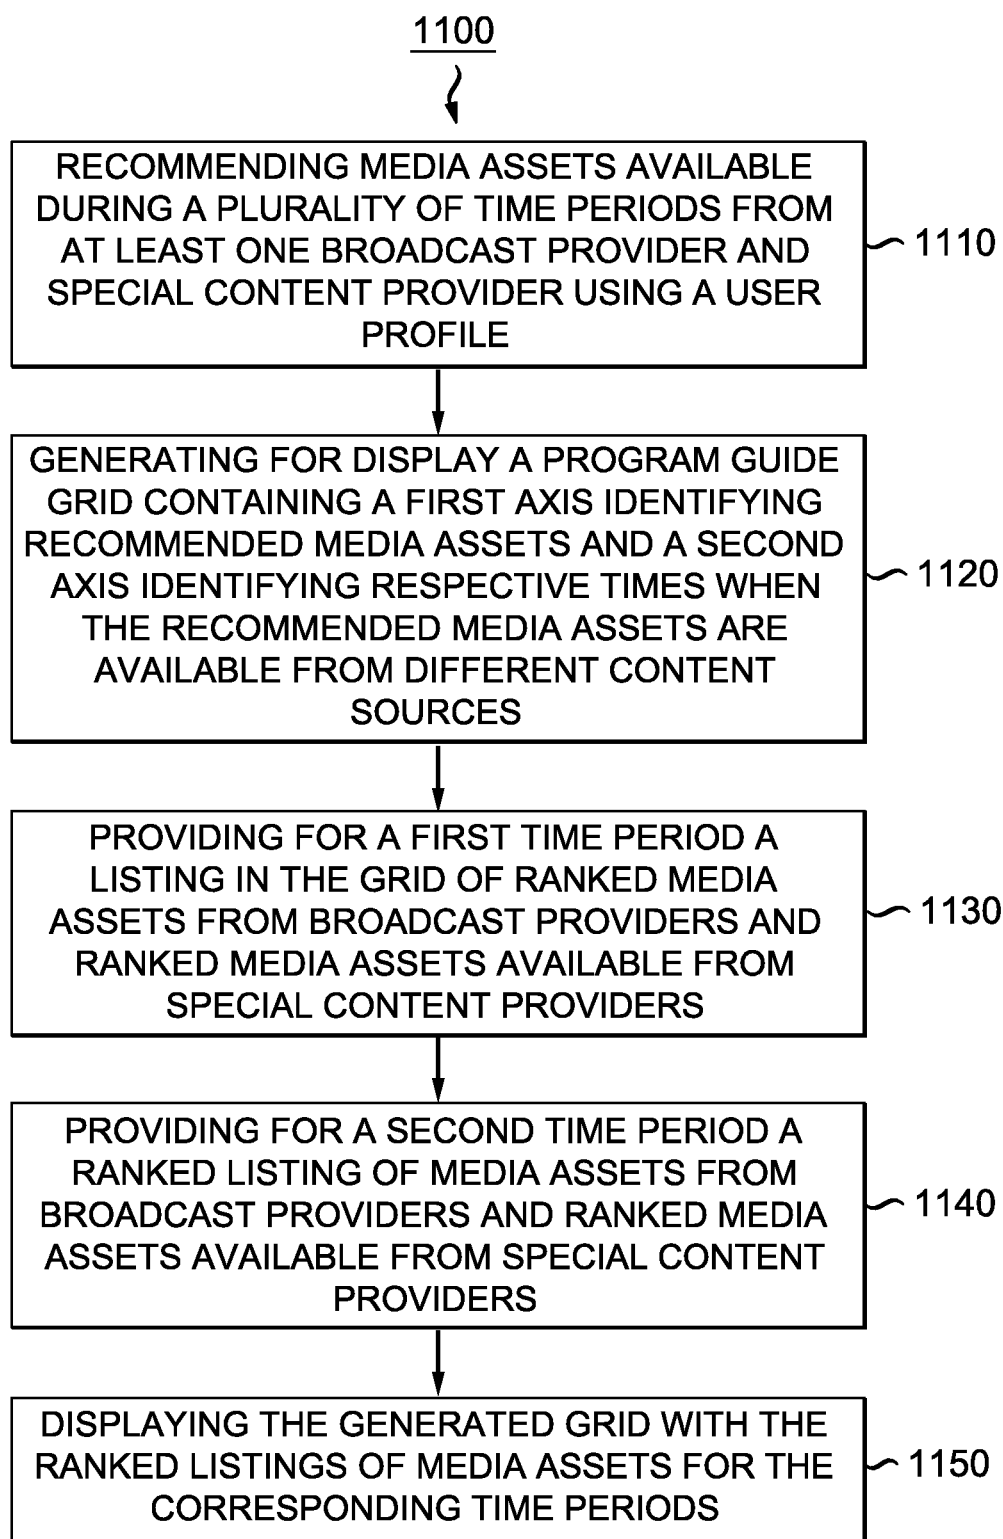 1100
RECOMMENDING MEDIA ASSETS AVAILABLE
DURING A PLURALITY OF TIME PERIODS FROM
AT LEAST ONE BROADCAST PROVIDER AND
SPECIAL CONTENT PROVIDER USING A USER
PROFILE
1110
GENERATING FOR DISPLAY A PROGRAM GUIDE
GRID CONTAINING A FIRST AXIS IDENTIFYING
RECOMMENDED MEDIA ASSETS AND A SECOND
AXIS IDENTIFYING RESPECTIVE TIMES WHEN
THE RECOMMENDED MEDIA ASSETS ARE
AVAILABLE FROM DIFFERENT CONTENT
SOURCES
1120
PROVIDING FOR A FIRST TIME PERIOD A
LISTING IN THE GRID OF RANKED MEDIA
ASSETS FROM BROADCAST PROVIDERS AND
RANKED MEDIA ASSETS AVAILABLE FROM
SPECIAL CONTENT PROVIDERS
1130
PROVIDING FOR A SECOND TIME PERIOD A
RANKED LISTING OF MEDIA ASSETS FROM
BROADCAST PROVIDERS AND RANKED MEDIA
ASSETS AVAILABLE FROM SPECIAL CONTENT
PROVIDERS
1140
DISPLAYING THE GENERATED GRID WITH THE
RANKED LISTINGS OF MEDIA ASSETS FOR THE
CORRESPONDING TIME PERIODS
1150